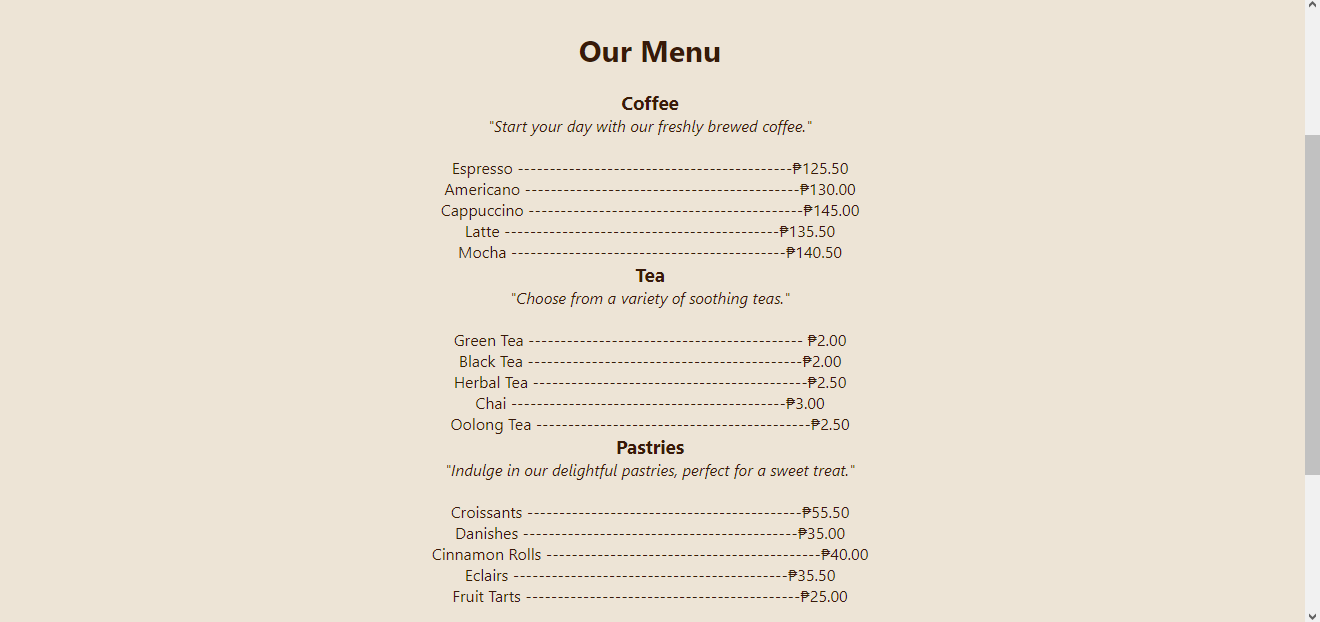 Our Menu
Coffee
"Start your day with our freshly brewed coffee."
Espresso -------------------------------------------₱125.50
Americano -------------------------------------------₱130.00
Cappuccino -------------------------------------------₱145.00
Latte -------------------------------------------₱135.50
Mocha -------------------------------------------₱140.50
Tea
"Choose from a variety of soothing teas."
Green Tea ------------------------------------------- ₱2.00
Black Tea -------------------------------------------₱2.00
Herbal Tea -------------------------------------------₱2.50
Chai -------------------------------------------₱3.00
Oolong Tea -------------------------------------------₱2.50
Pastries
"Indulge in our delightful pastries, perfect for a sweet treat."
Croissants -------------------------------------------₱55.50
Danishes -------------------------------------------₱35.00
Cinnamon Rolls -------------------------------------------₱40.00
Eclairs -------------------------------------------₱35.50
Fruit Tarts -------------------------------------------₱25.00